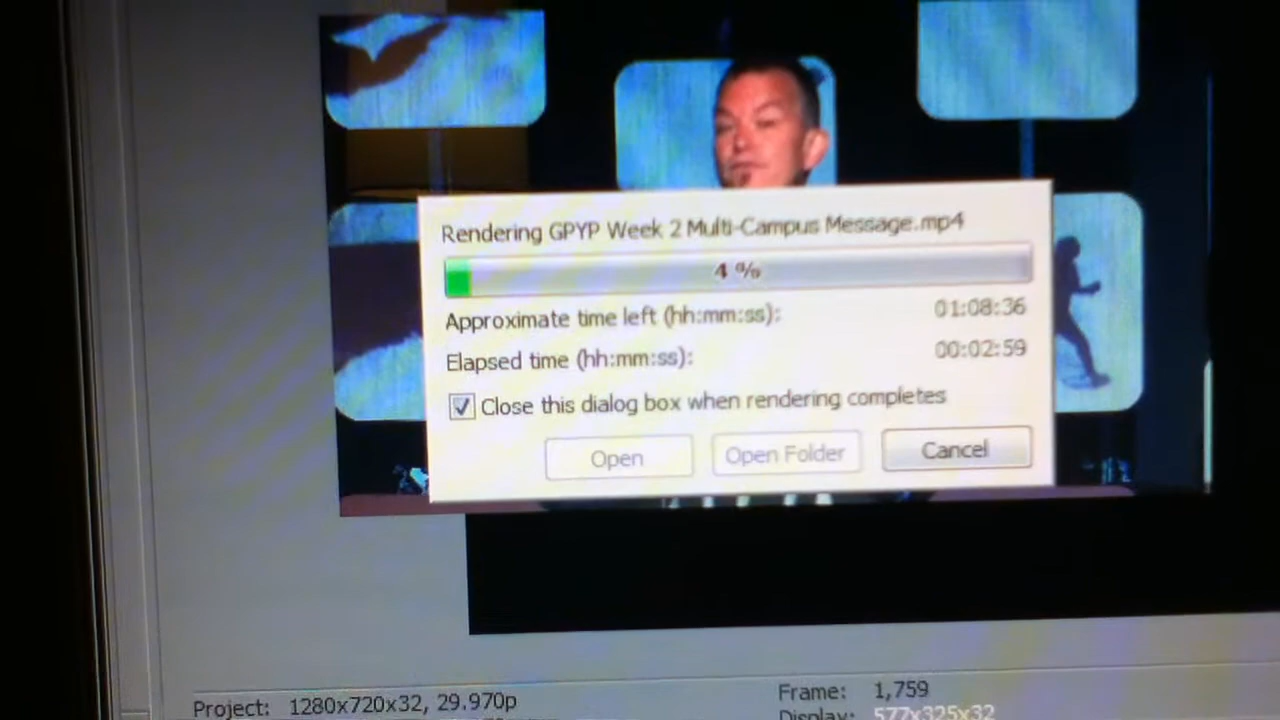 Rendering GPYP Week 2 Multi-Campus Message.mp4
4 %
Approximate time left (hh:mm:ss): 01:08:36
Elapsed time (hh:mm:ss): 00:02:59
Close this dialog box when rendering completes
Open Open Folder Cancel
Project: 1280x720x32, 29.970p Frame: 1,759
Display: 577x325x32